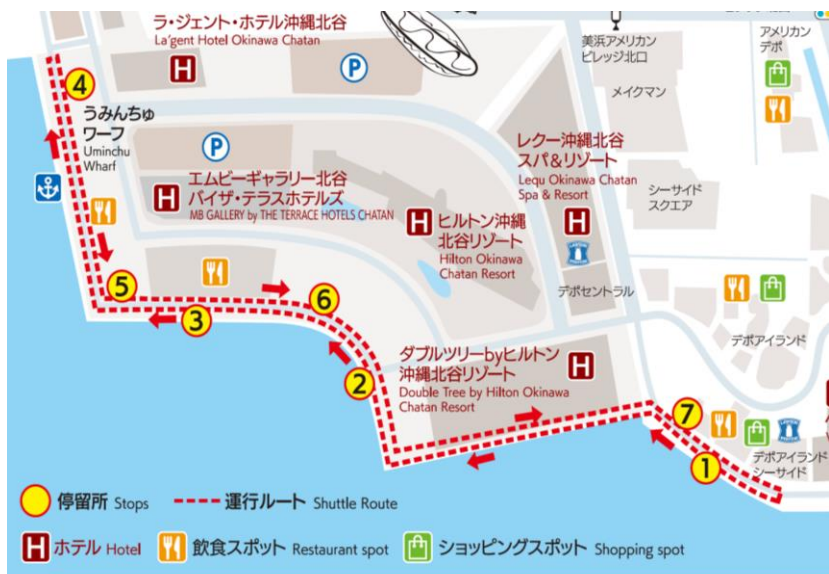 ラ・ジェント・ホテル沖縄北谷
La'gent Hotel Okinawa Chatan
H
P
美浜アメリカン
ビレッジ北口
アメリカン
デポ
メイクマン
4
うみんちゅ
ワーフ
Uminchu
Wharf
P
エムビーギャラリー北谷
バイザ・テラスホテルズ
MB GALLERY by THE TERRACE HOTELS CHATAN
H
レクー沖縄北谷
スパ&リゾート
Lequ Okinawa Chatan
Spa & Resort
H
シーサイド
スクエア
H
ヒルトン沖縄
北谷リゾート
Hilton Okinawa
Chatan Resort
デポセントラル
5
3
6
2
デポアイランド
ダブルツリーbyヒルトン
沖縄北谷リゾート
Double Tree by Hilton Okinawa
Chatan Resort
H
7
1
デポアイランド
シーサイド
停留所 Stops
運行ルート Shuttle Route
H ホテル Hotel
飲食スポット Restaurant spot
ショッピングスポット Shopping spot